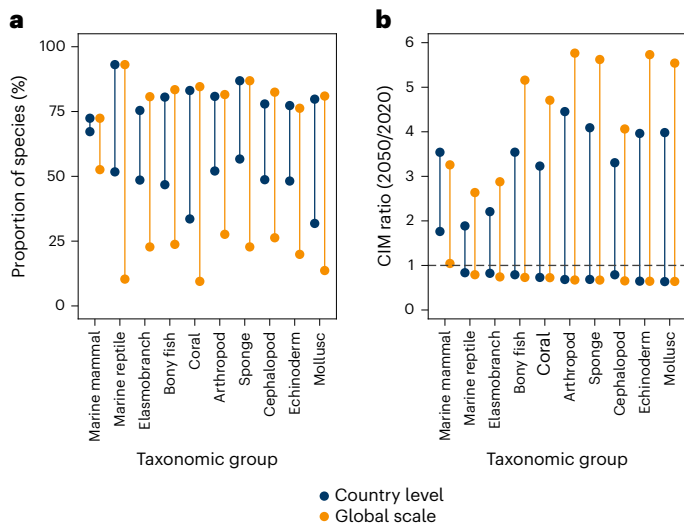 a
Proportion of species (%)
100
75
50
25
0
Marine mammal
Marine reptile
Elasmobranch
Bony fish
Coral
Arthropod
Sponge
Cephalopod
Echinoderm
Mollusc
Taxonomic group
b
CIM ratio (2050/2020)
6
5
4
3
2
1
0
Marine mammal
Marine reptile
Elasmobranch
Bony fish
Coral
Arthropod
Sponge
Cephalopod
Echinoderm
Mollusc
Taxonomic group
Country level
Global scale